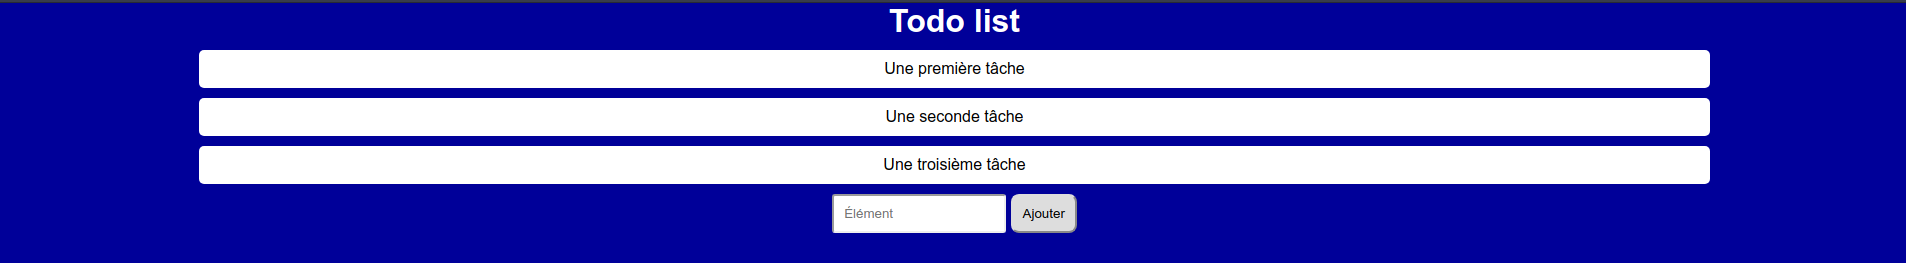 Todo list
Une première tâche
Une seconde tâche
Une troisième tâche
Élément Ajouter